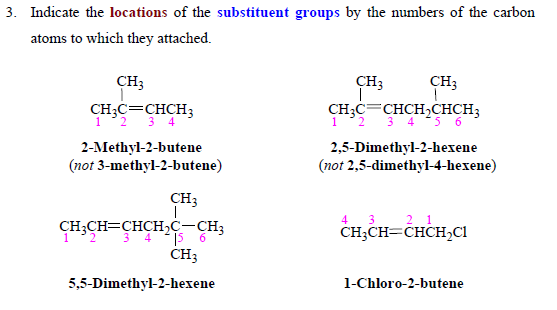 3. Indicate the locations of the substituent groups by the numbers of the carbon
atoms to which they attached.
CH3 CH3 CH3
CH3C=CHCH3 CH3C=CHCH2CHCH3
1 2 3 4 1 2 3 4 5 6
2-Methyl-2-butene 2,5-Dimethyl-2-hexene
(not 3-methyl-2-butene) (not 2,5-dimethyl-4-hexene)
CH3
4 3 2 1
CH3CH=CHCH2C–CH3 CH3CH=CHCH2Cl
1 2 3 4 5 6
CH3
5,5-Dimethyl-2-hexene 1-Chloro-2-butene